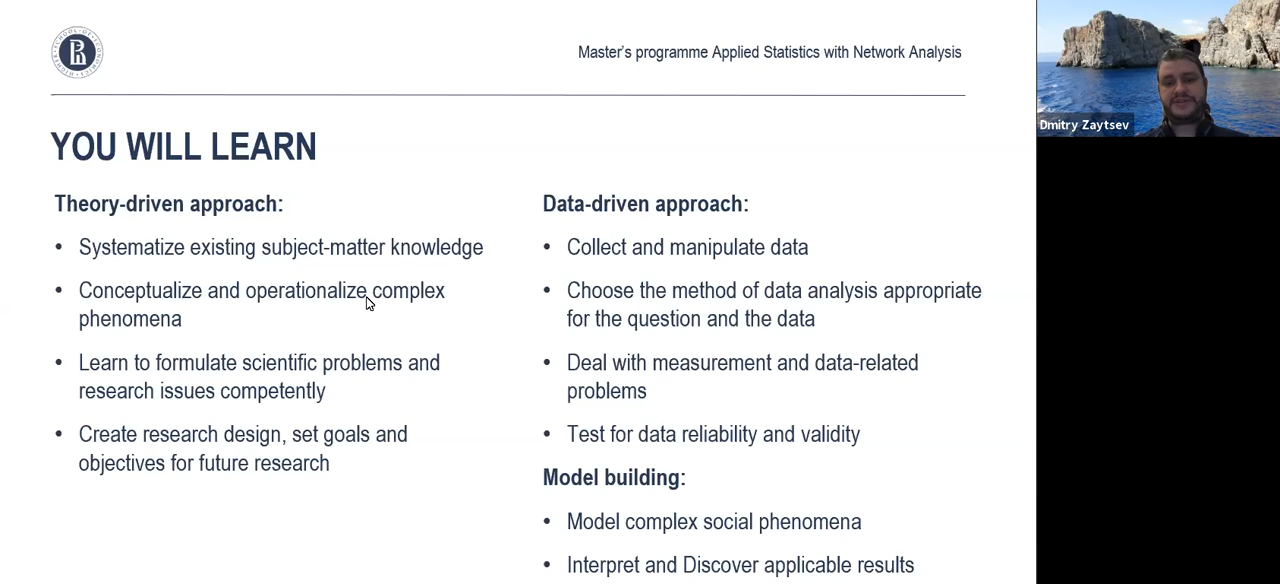 Master's programme Applied Statistics with Network Analysis
Dmitry Zaytsev
YOU WILL LEARN
Theory-driven approach:
• Systematize existing subject-matter knowledge
• Conceptualize and operationalize complex
phenomena
• Learn to formulate scientific problems and
research issues competently
• Create research design, set goals and
objectives for future research
Data-driven approach:
• Collect and manipulate data
• Choose the method of data analysis appropriate
for the question and the data
• Deal with measurement and data-related
problems
• Test for data reliability and validity
Model building:
• Model complex social phenomena
• Interpret and Discover applicable results